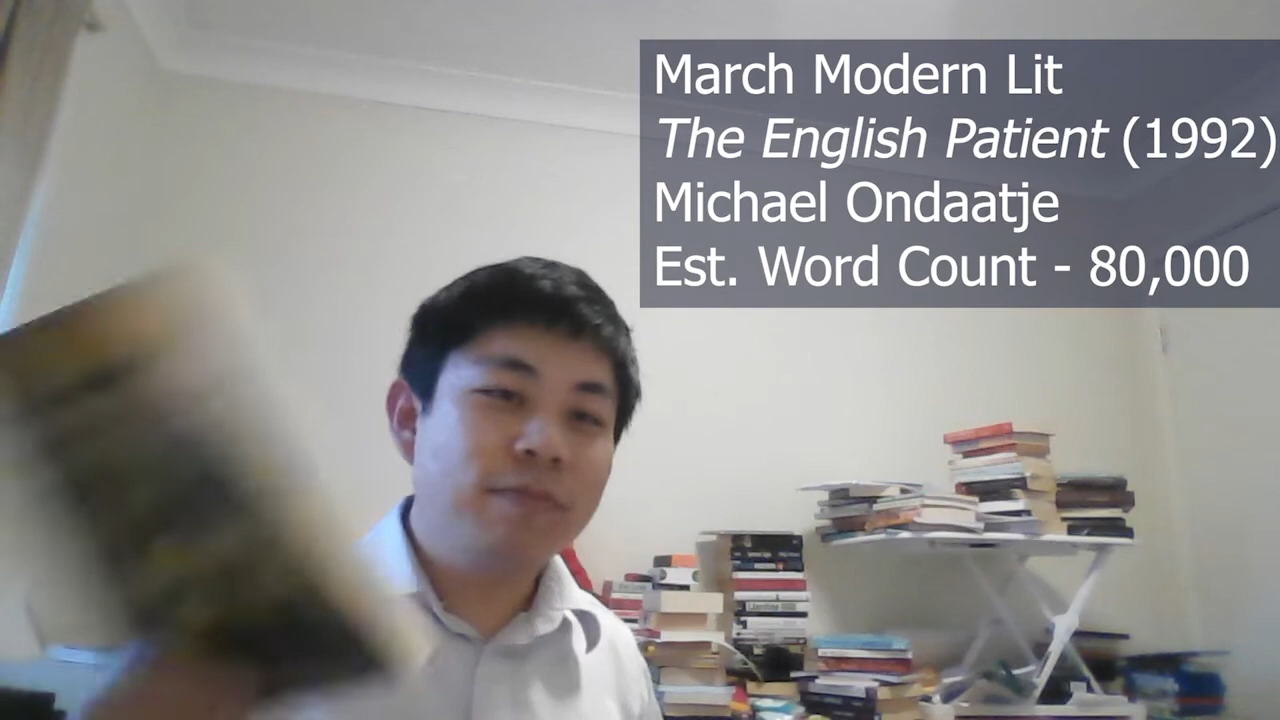 March Modern Lit
The English Patient (1992)
Michael Ondaatje
Est. Word Count - 80,000